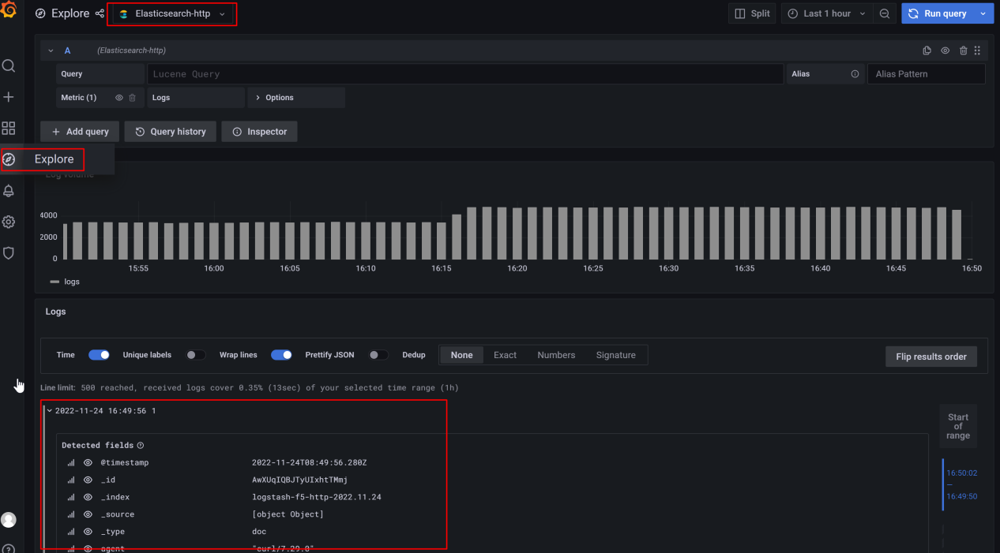 Explore Elasticsearch-http Split Last 1 hour Run query
A (Elasticsearch-http)
Query Lucene Query Alias Alias Pattern
Metric (1) Logs Options
+ Add query Query history Inspector
Explore
Log volume
4000
2000
0
15:55 16:00 16:05 16:10 16:15 16:20 16:25 16:30 16:35 16:40 16:45 16:50
logs
Logs
Time Unique labels Wrap lines Prettify JSON Dedup None Exact Numbers Signature Flip results order
Line limit: 500 reached, received logs cover 0.35% (13sec) of your selected time range (1h)
2022-11-24 16:49:56 1
Start
of
range
Detected fields
@timestamp 2022-11-24T08:49:56.280Z
_id AwXUqIQBJTyUIxhtTMmj
_index logstash-f5-http-2022.11.24
_source [object Object]
_type doc
agent "curl/7.29.0"
16:50:02
—
16:49:50